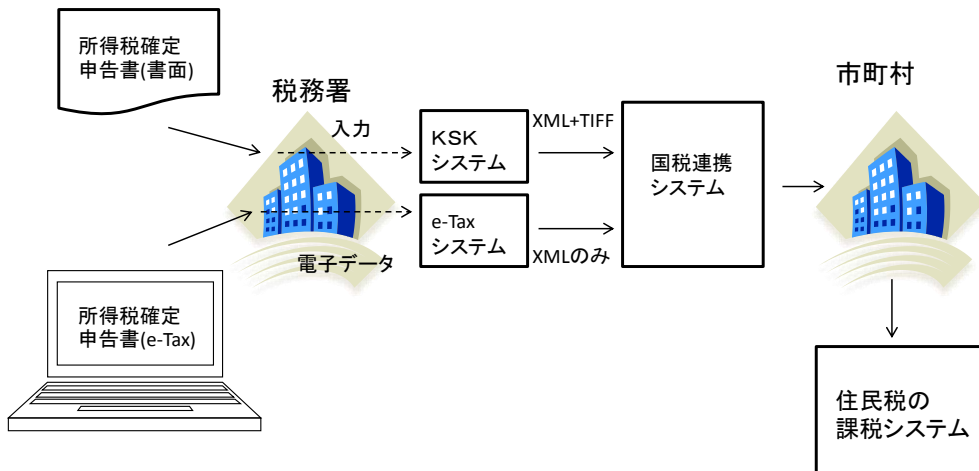 所得税確定
申告書(書面)
税務署
市町村
入力
KSK
システム
XML+TIFF
国税連携
システム
e-Tax
システム
電子データ
XMLのみ
所得税確定
申告書(e-Tax)
住民税の
課税システム